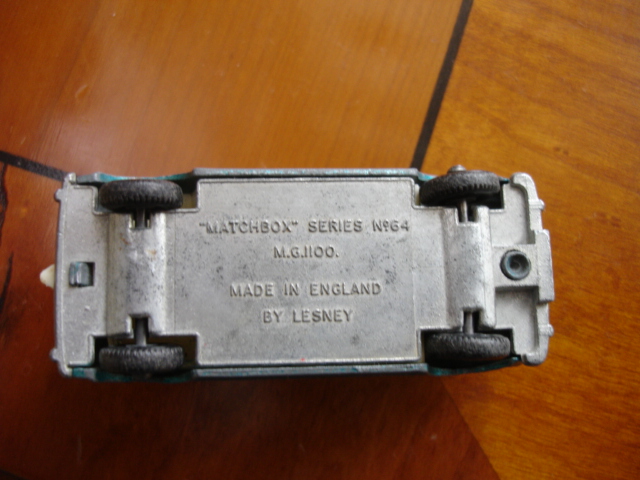 "MATCHBOX" SERIES Nº64
M.G.1100.
MADE IN ENGLAND
BY LESNEY